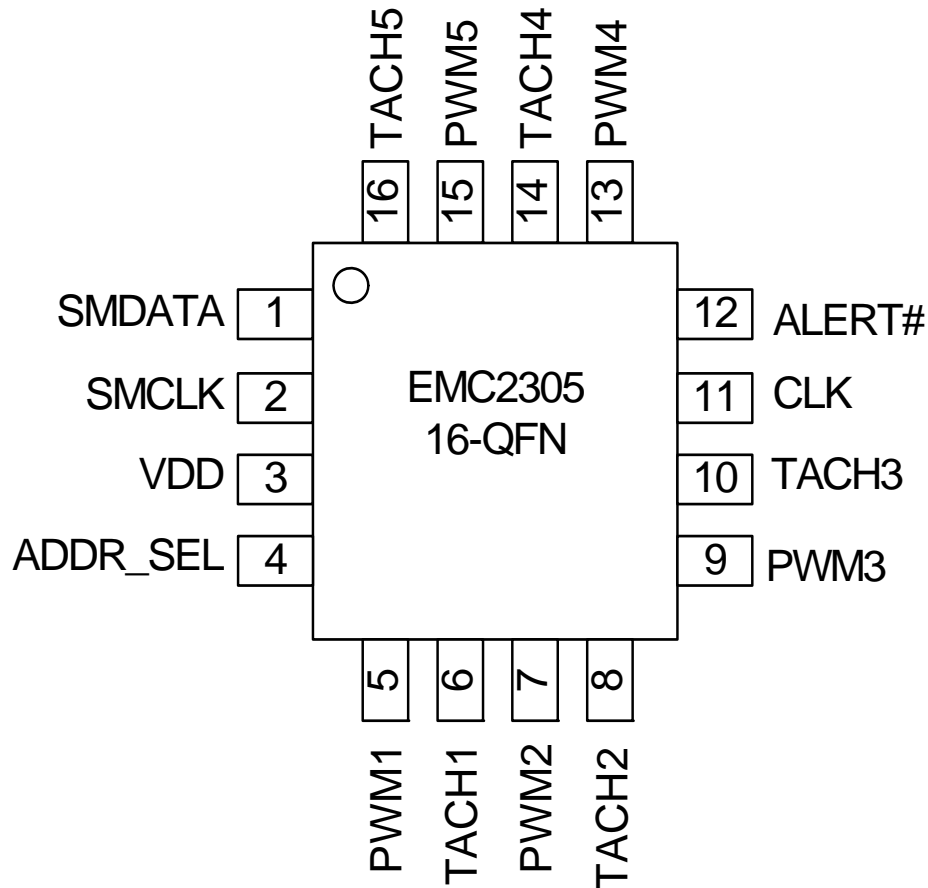 TACH5
PWM5
TACH4
PWM4
16
15
14
13
SMDATA 1
12 ALERT#
SMCLK 2
11 CLK
VDD 3
10 TACH3
ADDR_SEL 4
9 PWM3
EMC2305
16-QFN
5
6
7
8
PWM1
TACH1
PWM2
TACH2